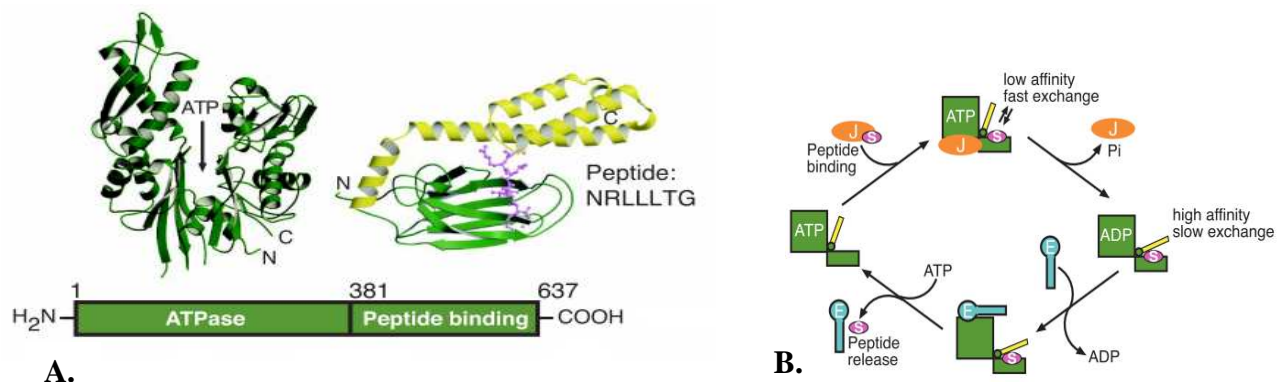 ATP
C
N
N
C
Peptide:
NRLLLTG
1
381
637
H₂N
ATPase
Peptide binding
COOH
A.
low affinity
fast exchange
ATP
J
S
J
S
Peptide
binding
J
Pi
ATP
ADP
S
high affinity
slow exchange
E
ATP
E
S
Peptide
release
E
S
ADP
B.